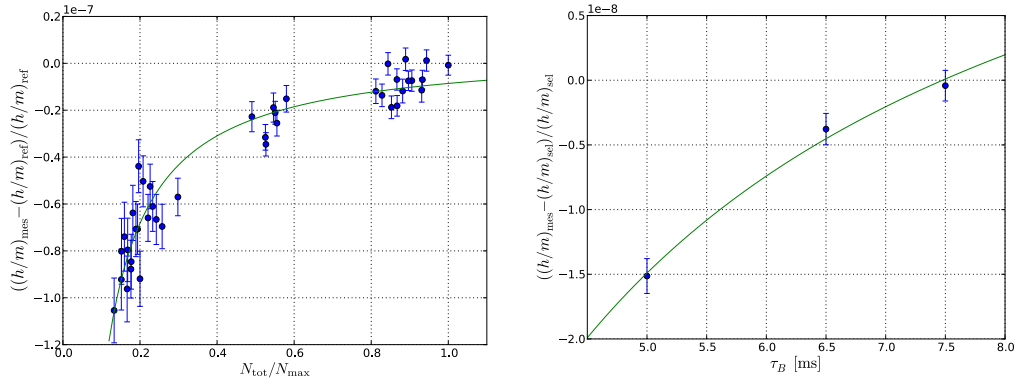 1e−7
0.0
−0.2
−0.4
−0.6
−0.8
−1.0
−1.2
((h/m)mes−(h/m)ref)/(h/m)ref
0.0 0.2 0.4 0.6 0.8 1.0
Ntot/Nmax
1e−8
0.5
0.0
−0.5
−1.0
−1.5
−2.0
((h/m)mes−(h/m)sel)/(h/m)sel
5.0 5.5 6.0 6.5 7.0 7.5 8.0
τB [ms]